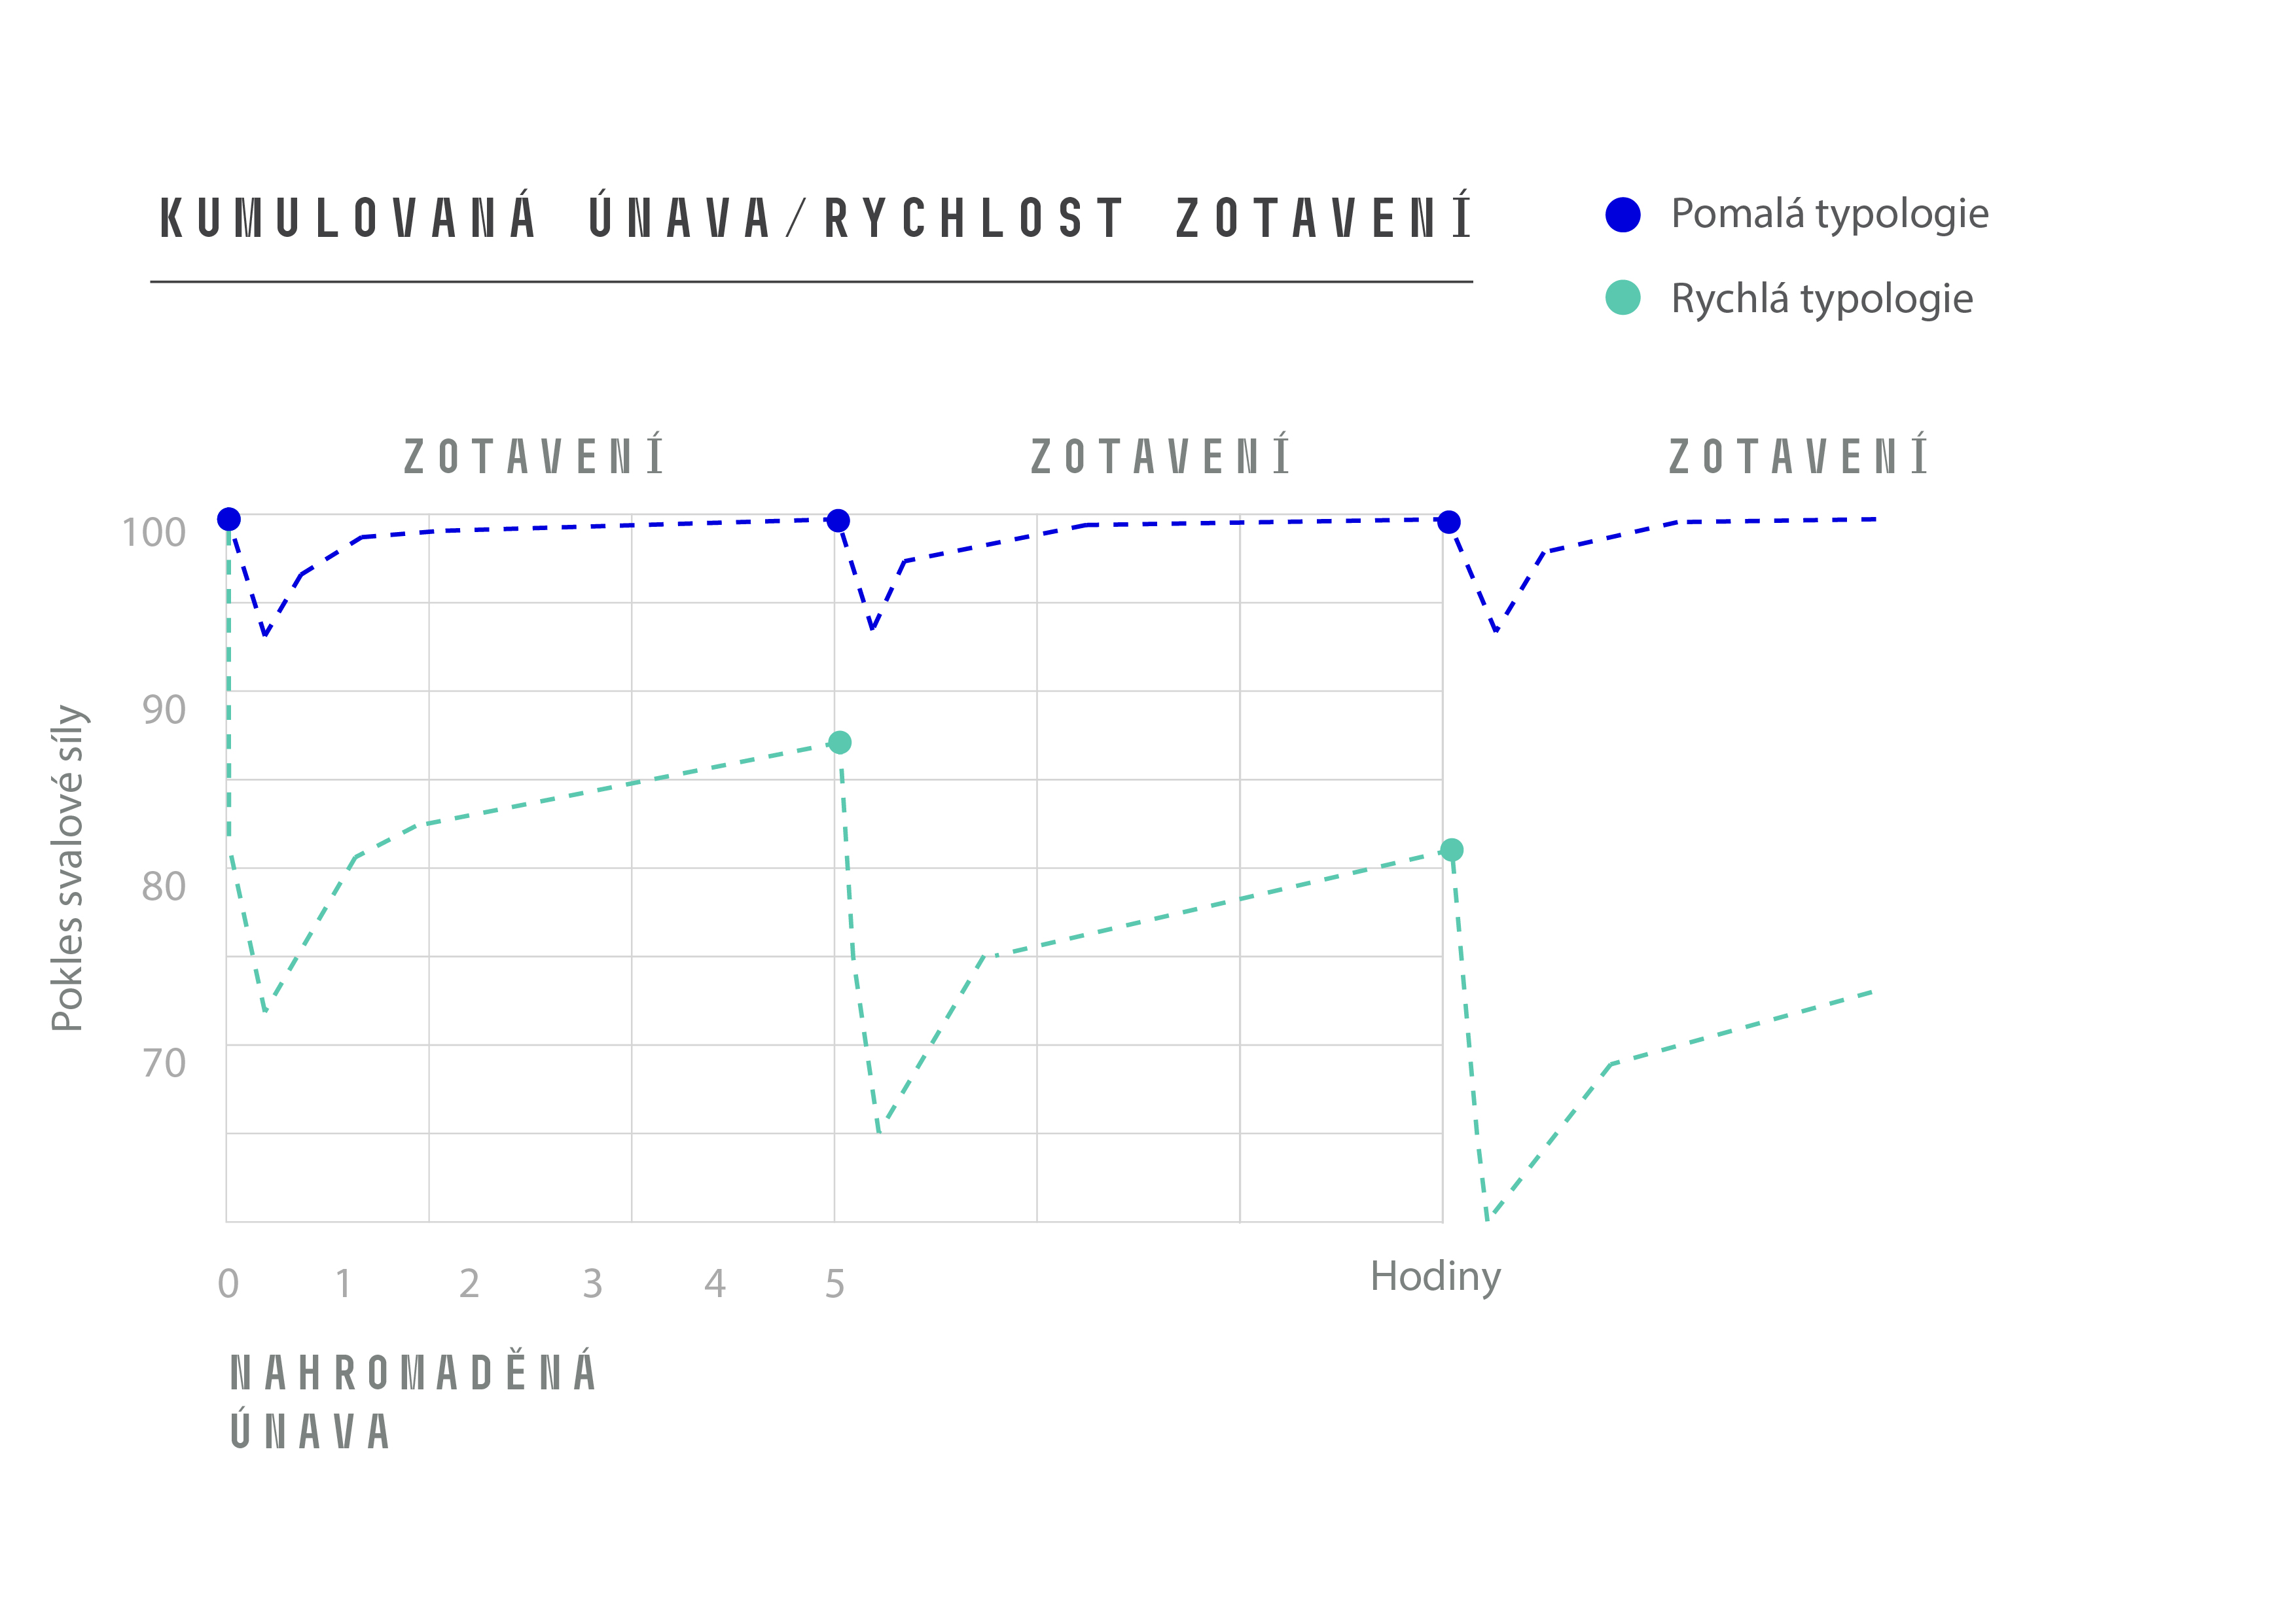 KUMULOVANÁ ÚNAVA/RYCHLOST ZOTAVENÍ
Pomalá typologie
Rychlá typologie
ZOTAVENÍ ZOTAVENÍ ZOTAVENÍ
100
90
80
70
Pokles svalové síly
0 1 2 3 4 5 Hodiny
NAHROMADĚNÁ
ÚNAVA